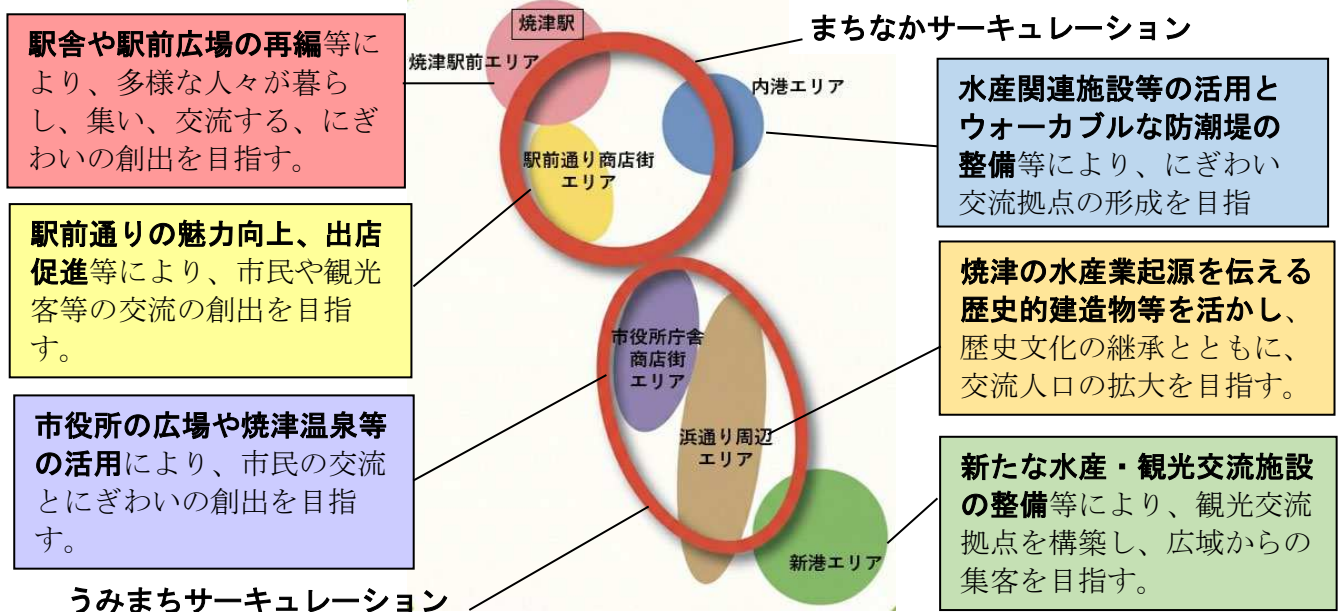 まちなかサーキュレーション
駅舎や駅前広場の再編等に
より、多様な人々が暮ら
し、集い、交流する、にぎ
わいの創出を目指す。
焼津駅
焼津駅前エリア
内港エリア
水産関連施設等の活用と
ウォーカブルな防潮堤の
整備等により、にぎわい
交流拠点の形成を目指
駅前通り商店街
エリア
駅前通りの魅力向上、出店
促進等により、市民や観光
客等の交流の創出を目指
す。
焼津の水産業起源を伝える
歴史的建造物等を活かし、
歴史文化の継承とともに、
交流人口の拡大を目指す。
市役所庁舎
商店街
エリア
市役所の広場や焼津温泉等
の活用により、市民の交流
とにぎわいの創出を目指
す。
浜通り周辺
エリア
新たな水産・観光交流施設
の整備等により、観光交流
拠点を構築し、広域からの
集客を目指す。
新港エリア
うみまちサーキュレーション